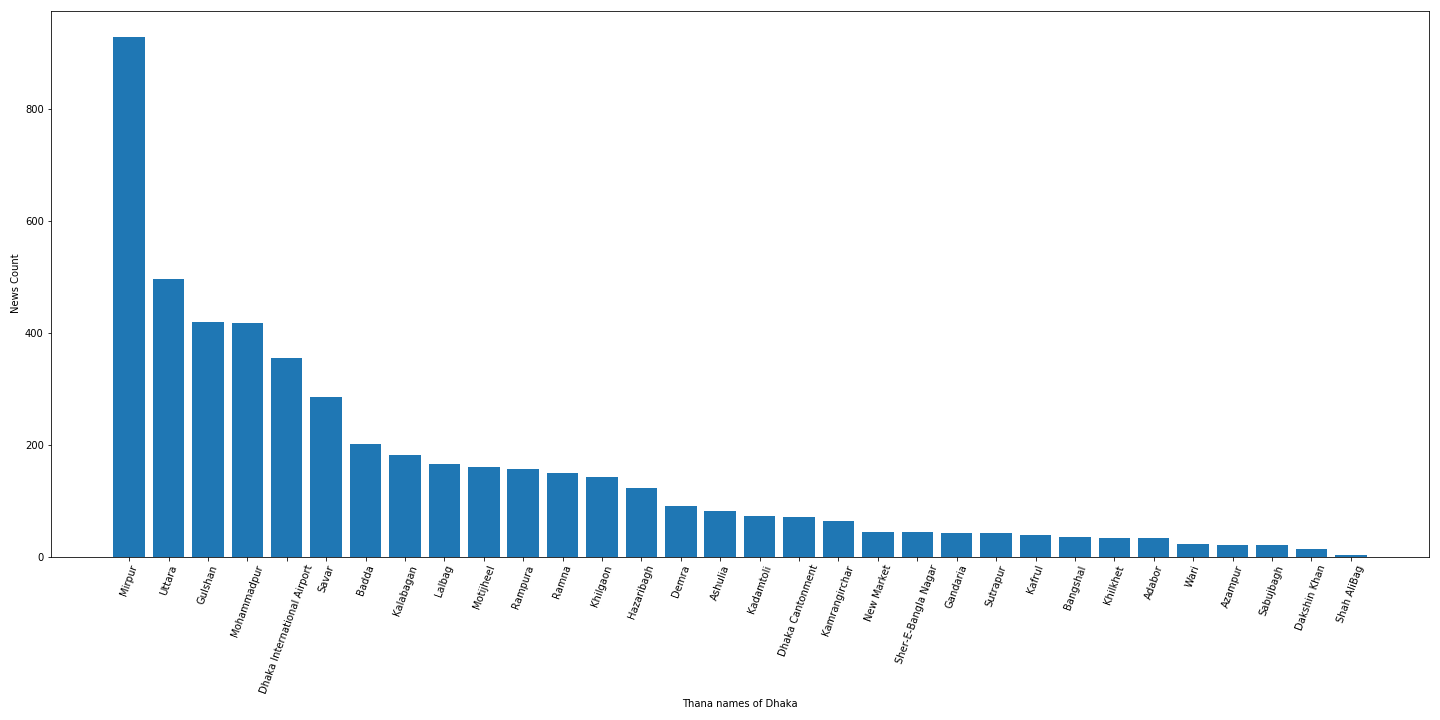 800
600
400
200
0
News Count
Mirpur
Uttara
Gulshan
Mohammadpur
Dhaka International Airport
Savar
Badda
Kalabagan
Lalbag
Motijheel
Rampura
Ramna
Khilgaon
Hazaribagh
Demra
Ashulia
Kadamtoli
Dhaka Cantonment
Kamrangirchar
New Market
Sher-E-Bangla Nagar
Gandaria
Sutrapur
Kafrul
Bangshal
Khilkhet
Adabor
Wari
Azampur
Sabujbagh
Dakshin Khan
Shah AliBag
Thana names of Dhaka